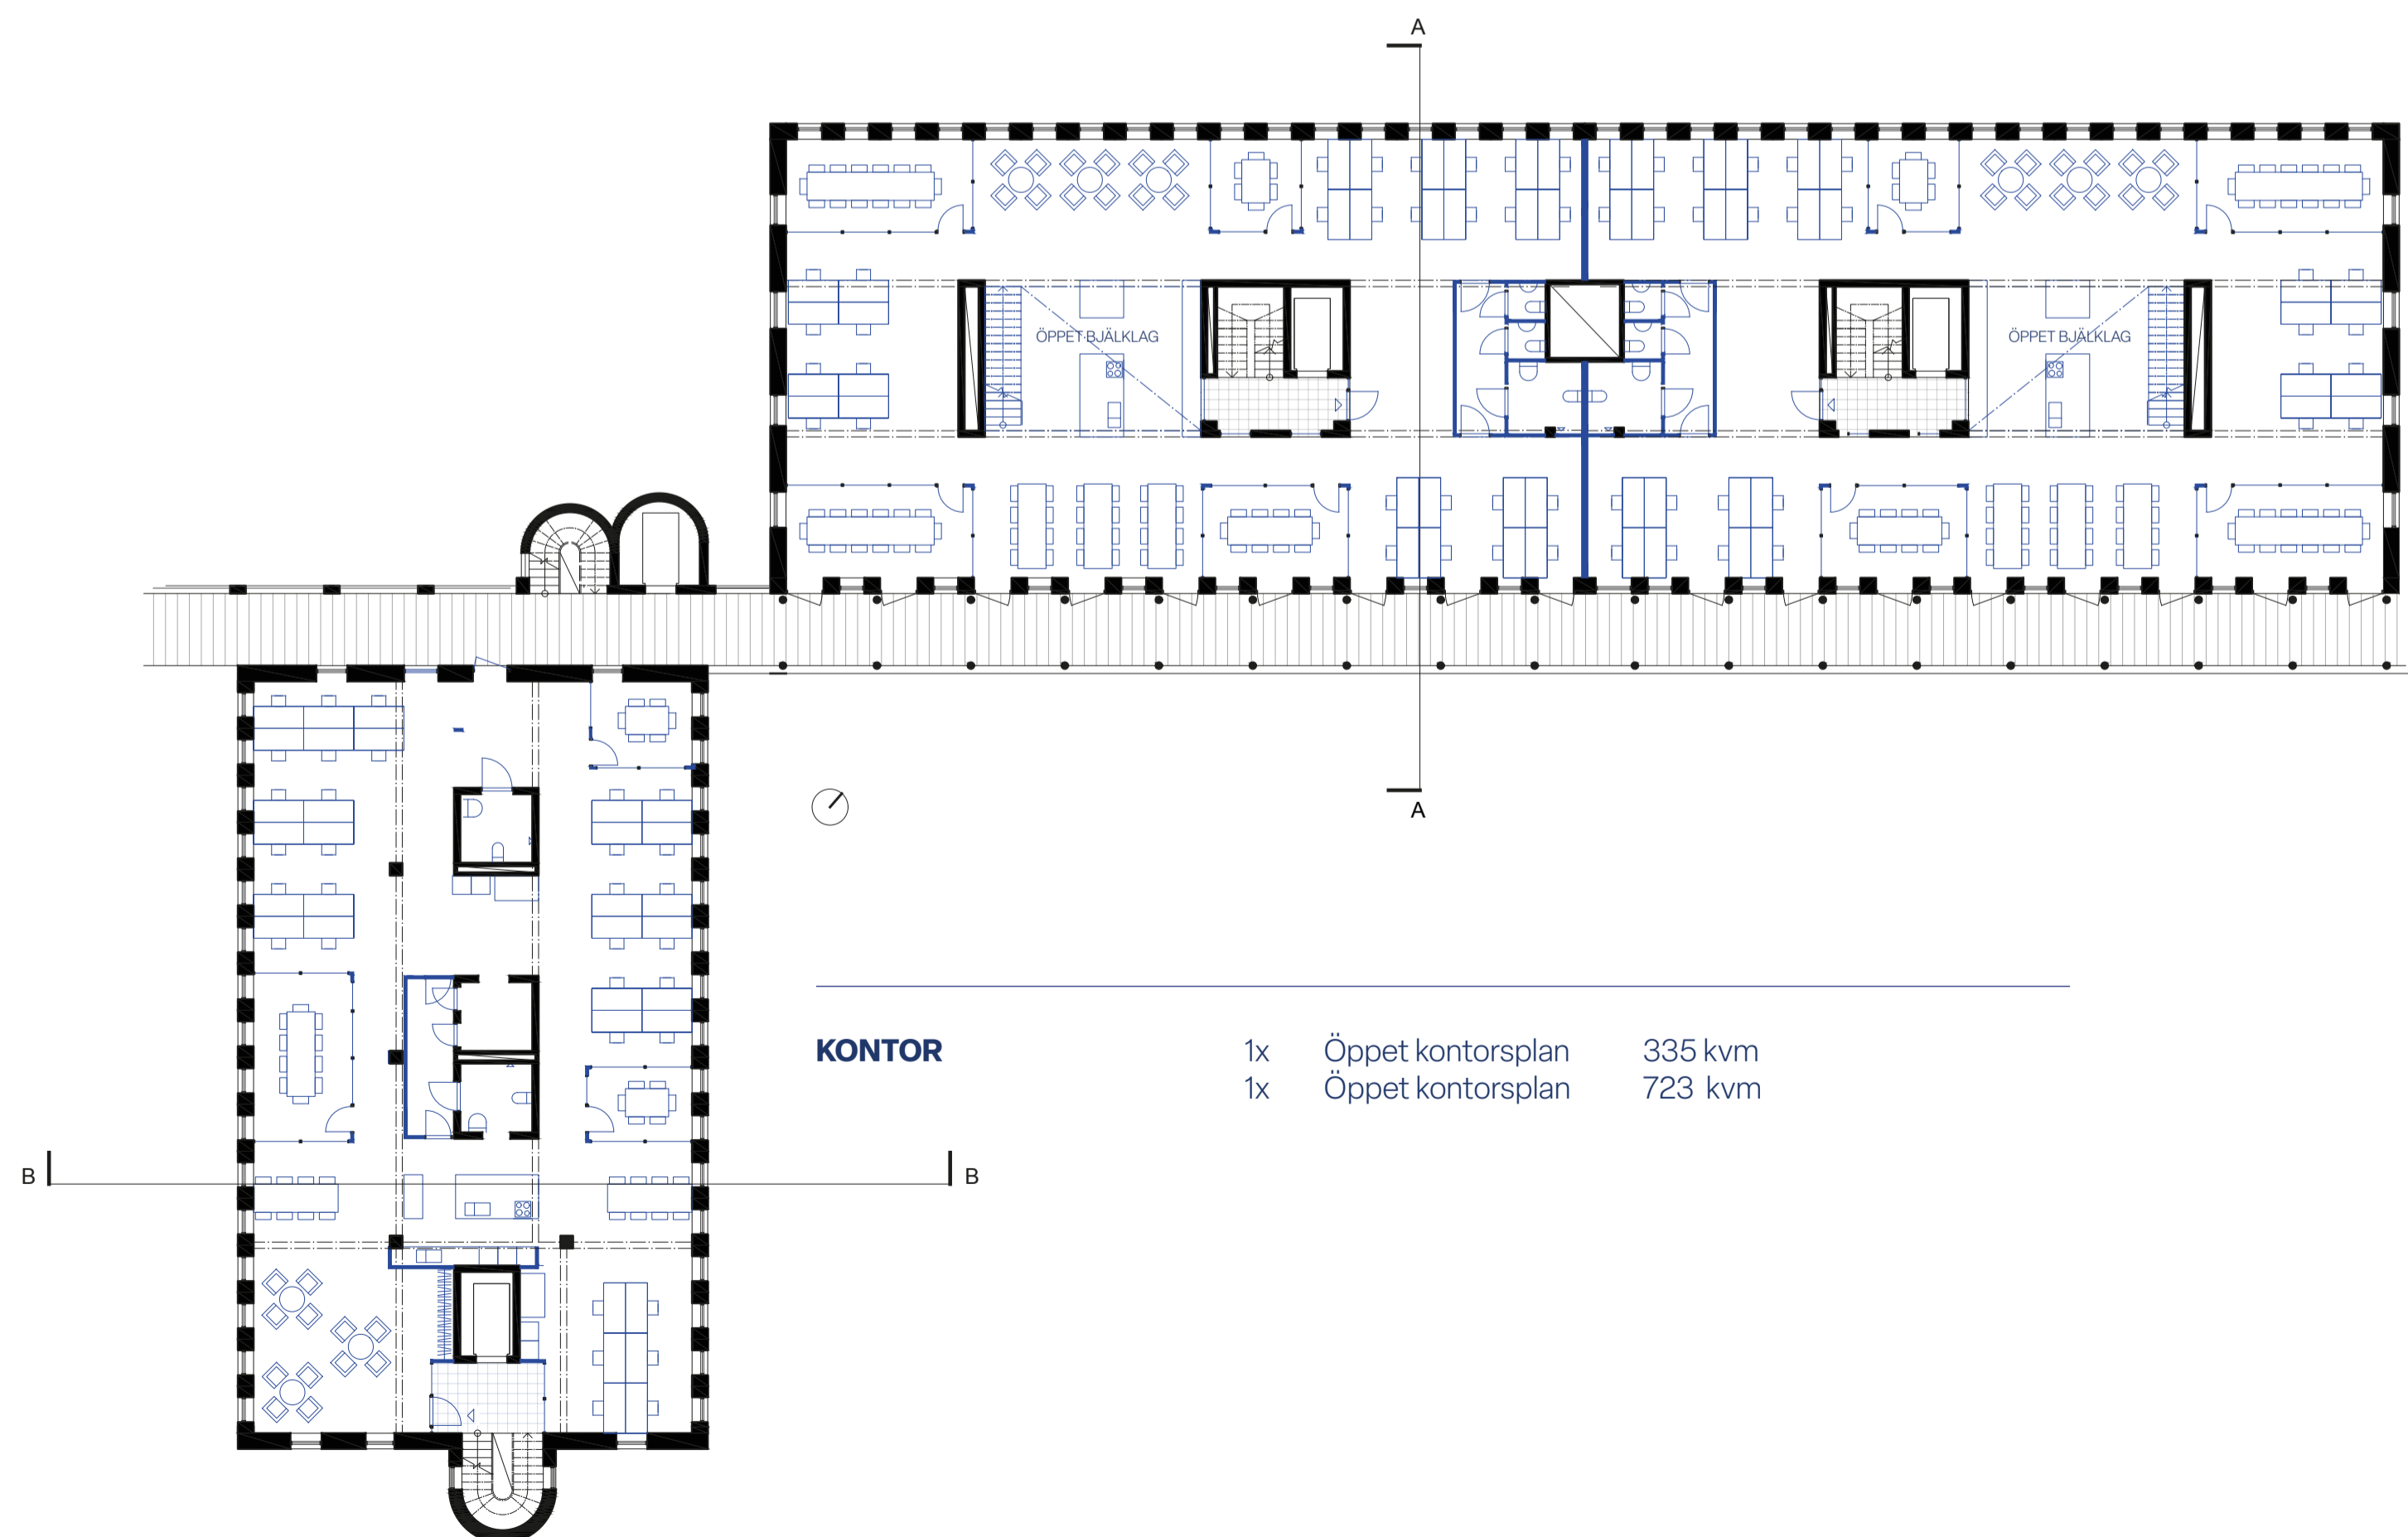 A
ÖPPET BJÄLKLAG
ÖPPET BJÄLKLAG
A
KONTOR
1x Öppet kontorsplan 335 kvm
1x Öppet kontorsplan 723 kvm
B
B